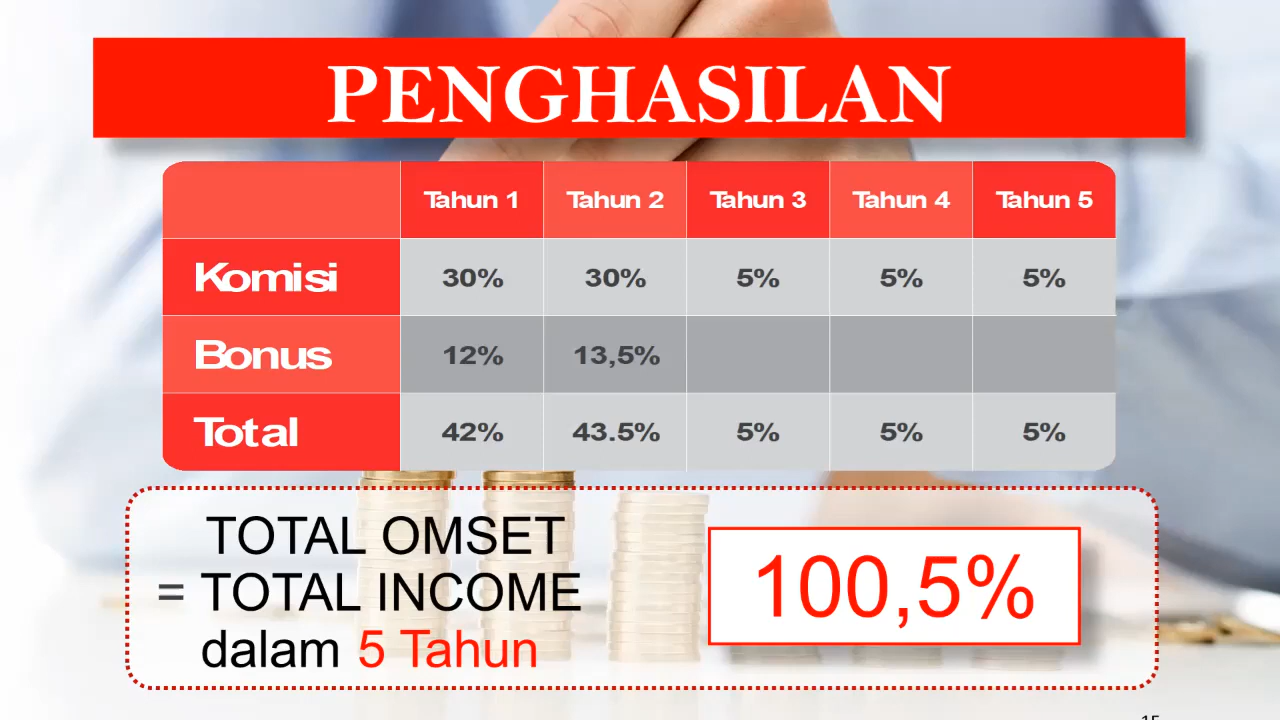 PENGHASILAN
Tahun 1 Tahun 2 Tahun 3 Tahun 4 Tahun 5
Komisi 30% 30% 5% 5% 5%
Bonus 12% 13,5%
Total 42% 43.5% 5% 5% 5%
TOTAL OMSET
= TOTAL INCOME
dalam 5 Tahun
100,5%